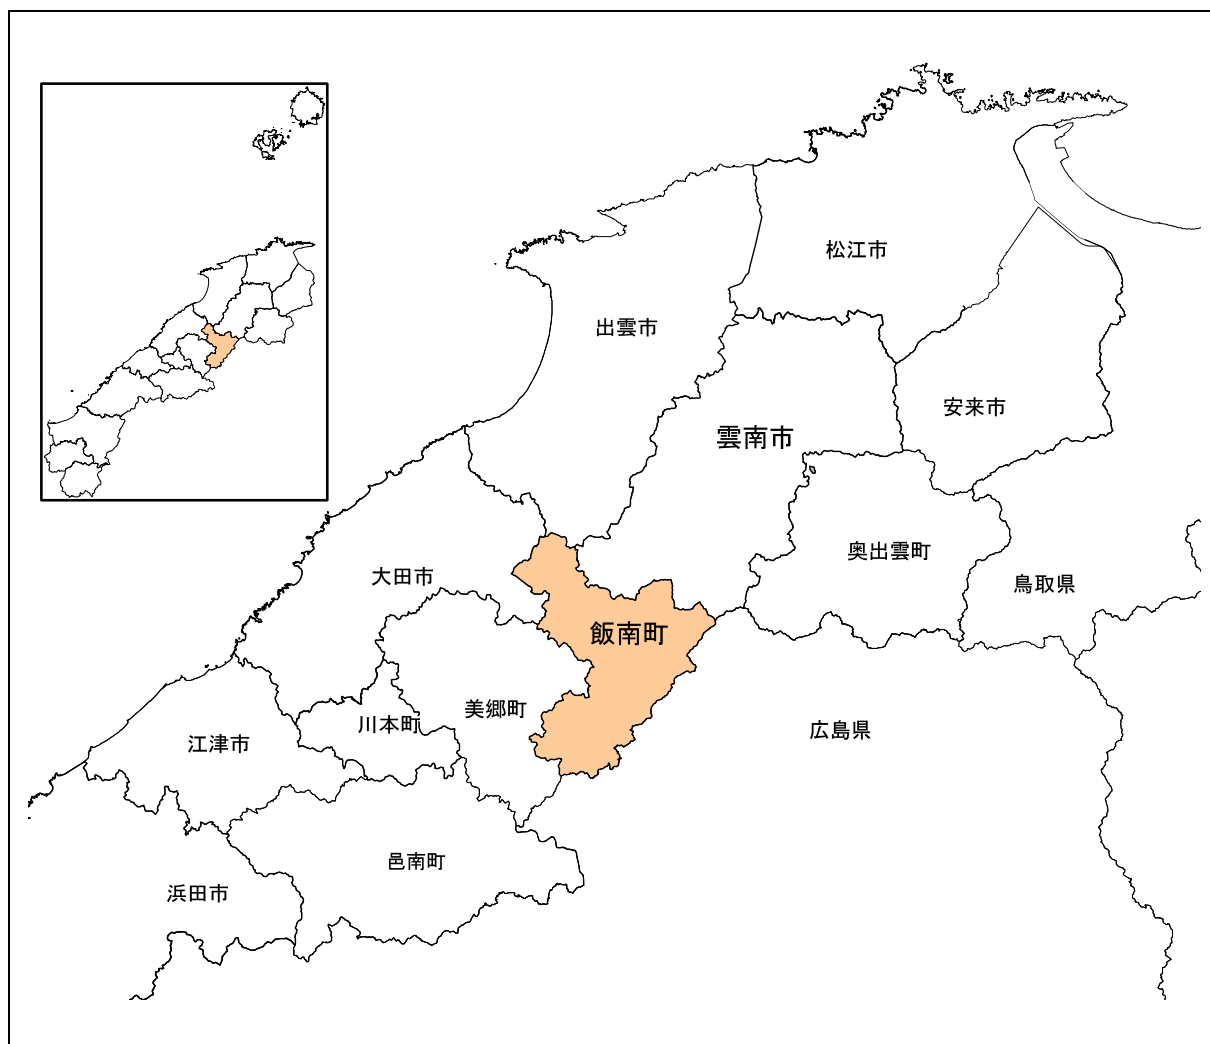 松江市
出雲市
安来市
雲南市
奥出雲町
大田市
鳥取県
飯南町
美郷町
川本町
江津市
広島県
邑南町
浜田市